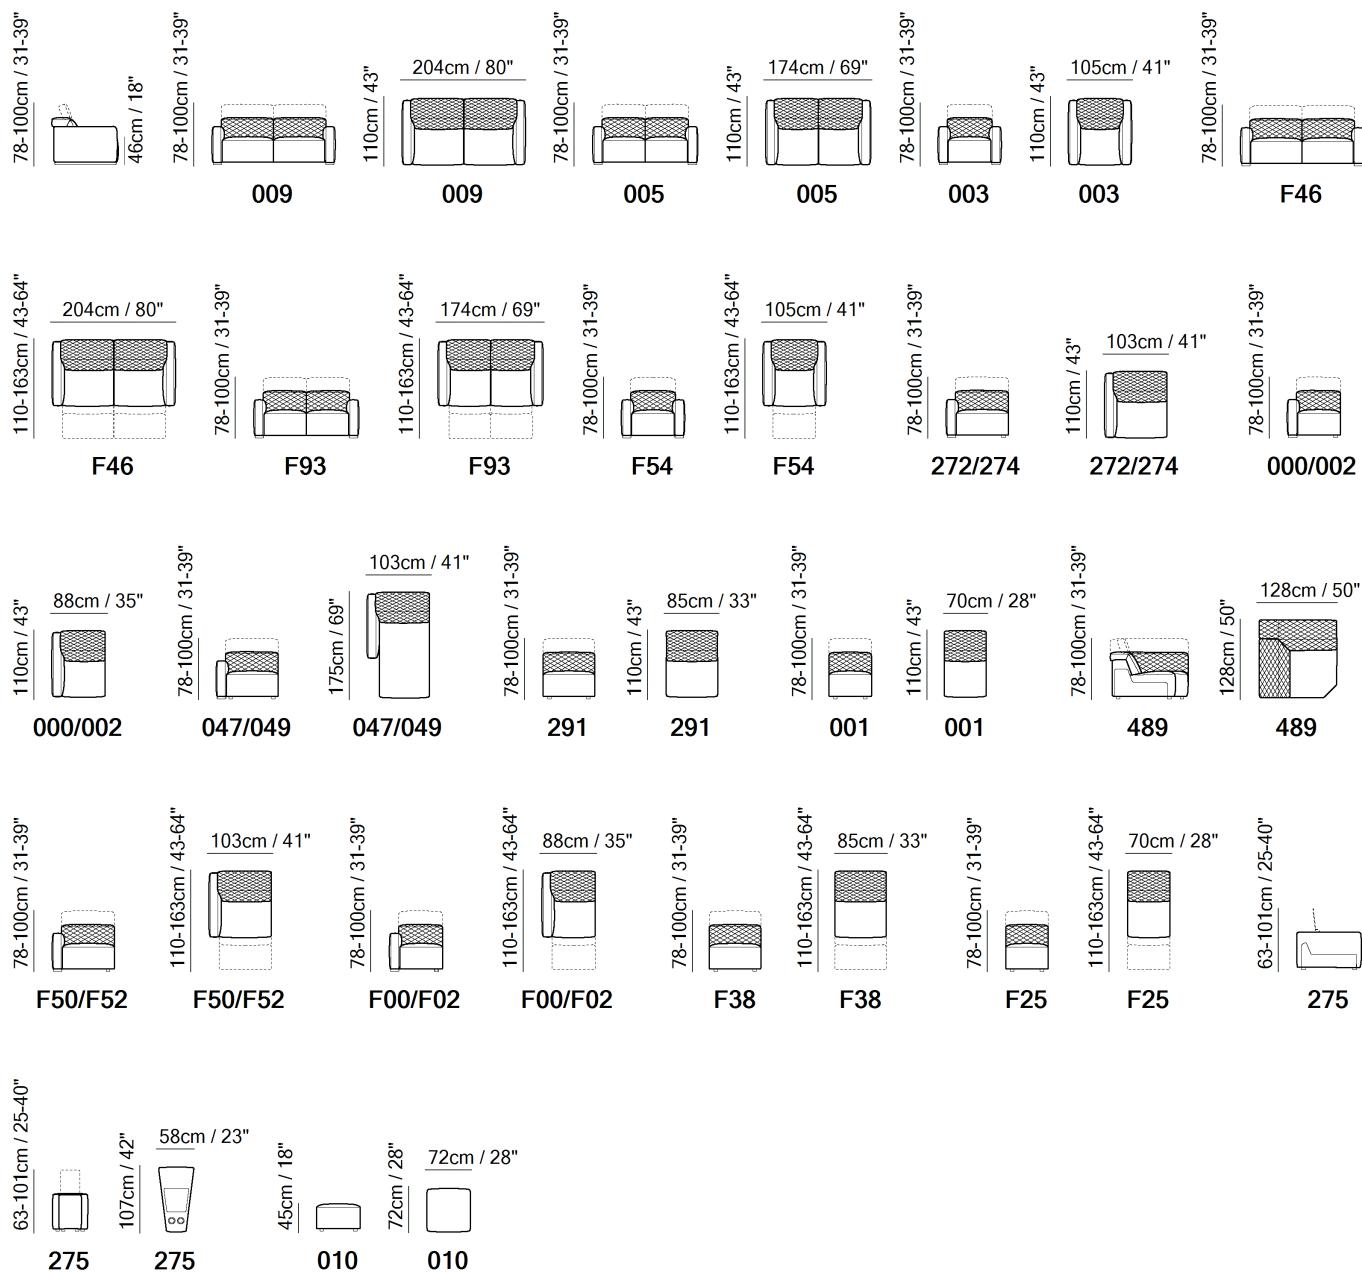 78-100cm / 31-39"
46cm / 18"
78-100cm / 31-39"
009
110cm / 43"
204cm / 80"
009
78-100cm / 31-39"
005
110cm / 43"
174cm / 69"
005
78-100cm / 31-39"
003
110cm / 43"
105cm / 41"
003
78-100cm / 31-39"
F46
110-163cm / 43-64"
204cm / 80"
F46
78-100cm / 31-39"
F93
110-163cm / 43-64"
174cm / 69"
F93
78-100cm / 31-39"
F54
110-163cm / 43-64"
105cm / 41"
F54
78-100cm / 31-39"
272/274
110cm / 43"
103cm / 41"
272/274
78-100cm / 31-39"
000/002
110cm / 43"
88cm / 35"
000/002
78-100cm / 31-39"
047/049
175cm / 69"
103cm / 41"
047/049
78-100cm / 31-39"
291
110cm / 43"
85cm / 33"
291
78-100cm / 31-39"
001
110cm / 43"
70cm / 28"
001
78-100cm / 31-39"
489
128cm / 50"
128cm / 50"
489
78-100cm / 31-39"
F50/F52
110-163cm / 43-64"
103cm / 41"
F50/F52
78-100cm / 31-39"
F00/F02
110-163cm / 43-64"
88cm / 35"
F00/F02
78-100cm / 31-39"
F38
110-163cm / 43-64"
85cm / 33"
F38
78-100cm / 31-39"
F25
110-163cm / 43-64"
70cm / 28"
F25
63-101cm / 25-40"
275
63-101cm / 25-40"
275
107cm / 42"
58cm / 23"
275
45cm / 18"
010
72cm / 28"
72cm / 28"
010